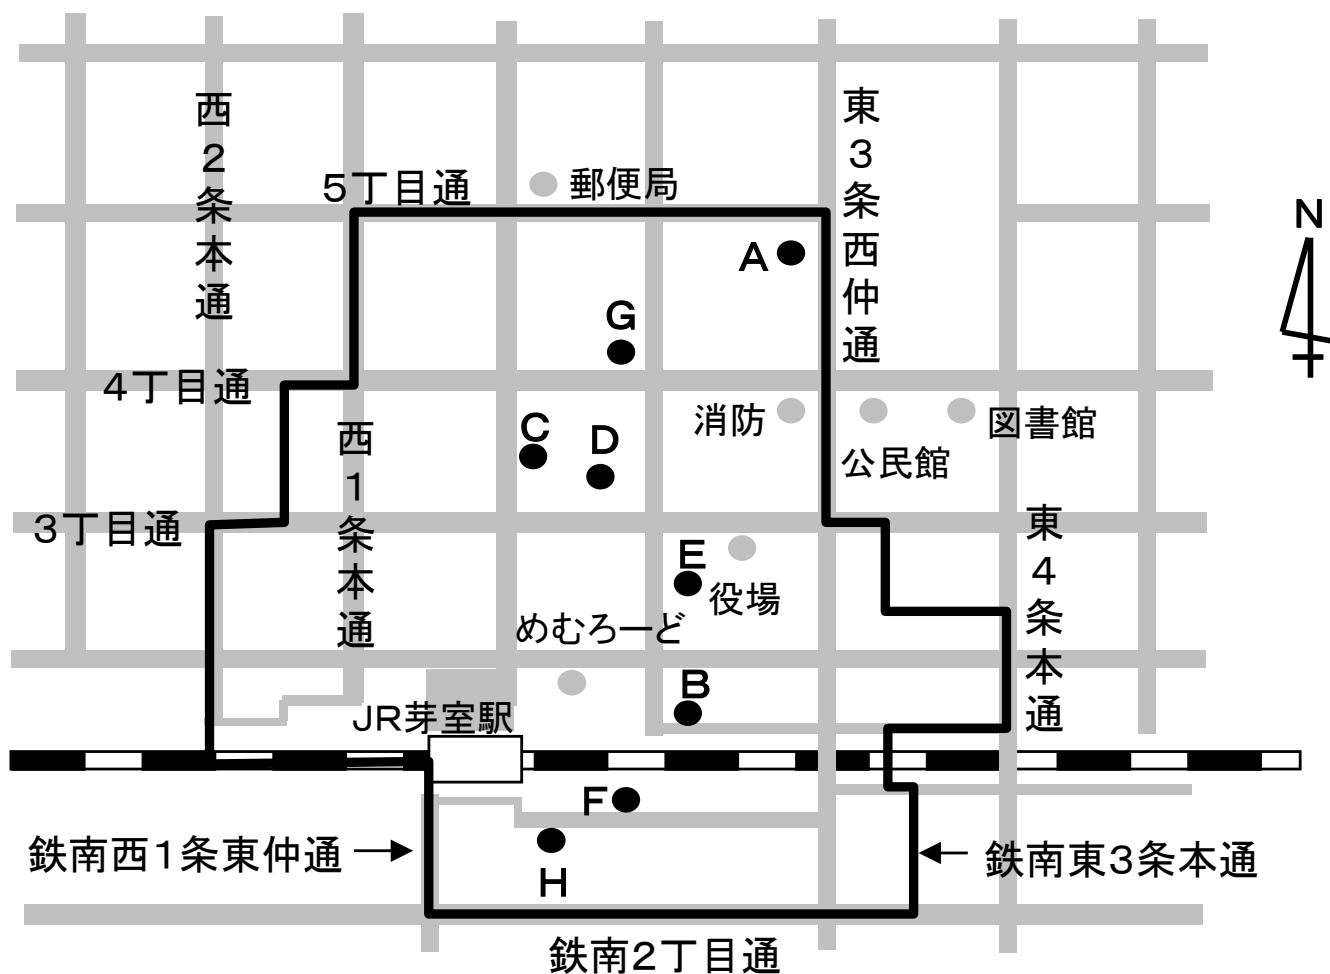 西2条本通
東3条西仲通
5丁目通
郵便局
N
A
G
4丁目通
消防
図書館
C
D
公民館
西1条本通
3丁目通
東4条本通
E
役場
めむろーど
B
JR芽室駅
F
鉄南西1条東仲通
鉄南東3条本通
H
鉄南2丁目通